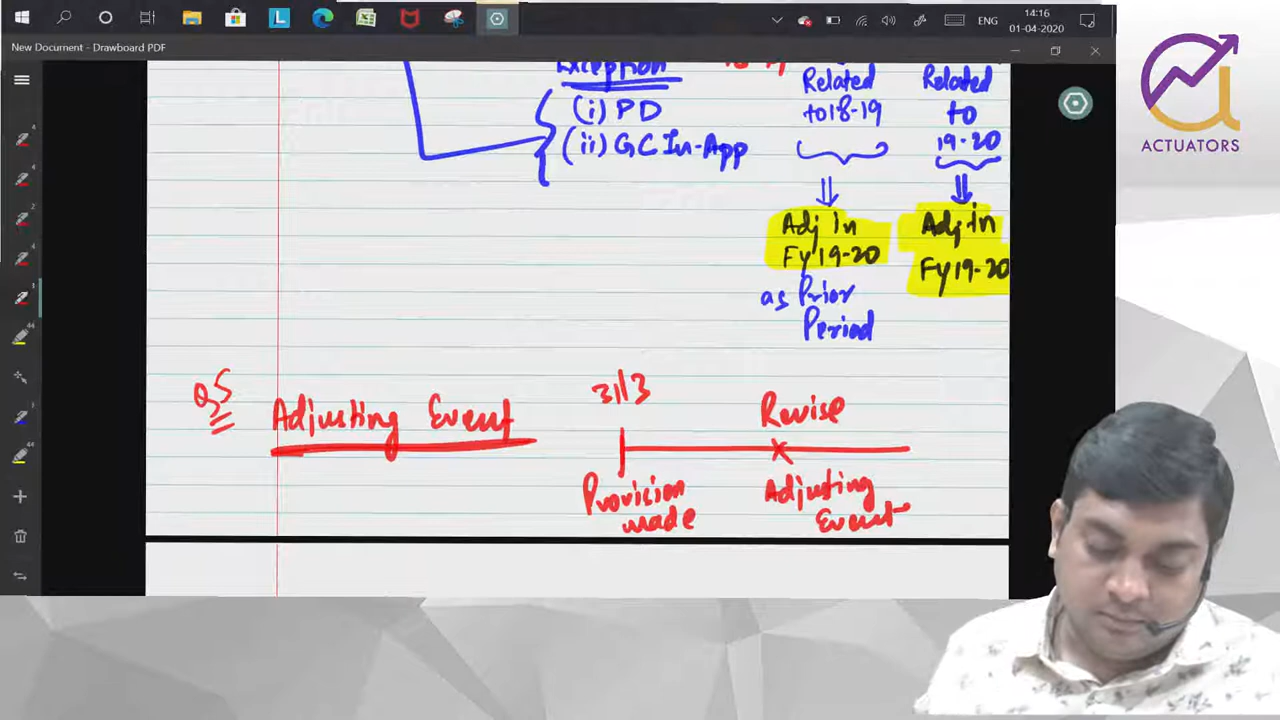 ENG
14:16
01-04-2020
New Document - Drawboard PDF
ACTUATORS
Exception
(i) PD
(ii) GC In-App
Related
to 18-19
Related
to
19-20
Adj in
Fy 19-20
as Prior
Period
Adj in
Fy 19-20
Q5
Adjusting Event
31/3
Revise
Provision
made
Adjusting
Event